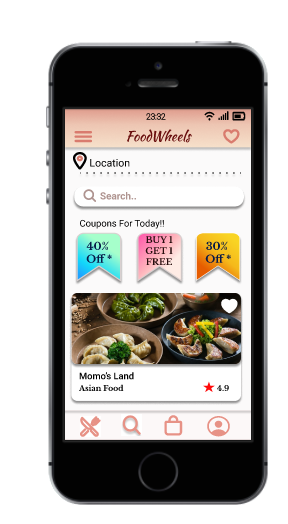 23:32
FoodWheels
Location
Search..
Coupons For Today!!
40%
Off *
BUY 1
GET 1
FREE
30%
Off *
Momo's Land
Asian Food
4.9